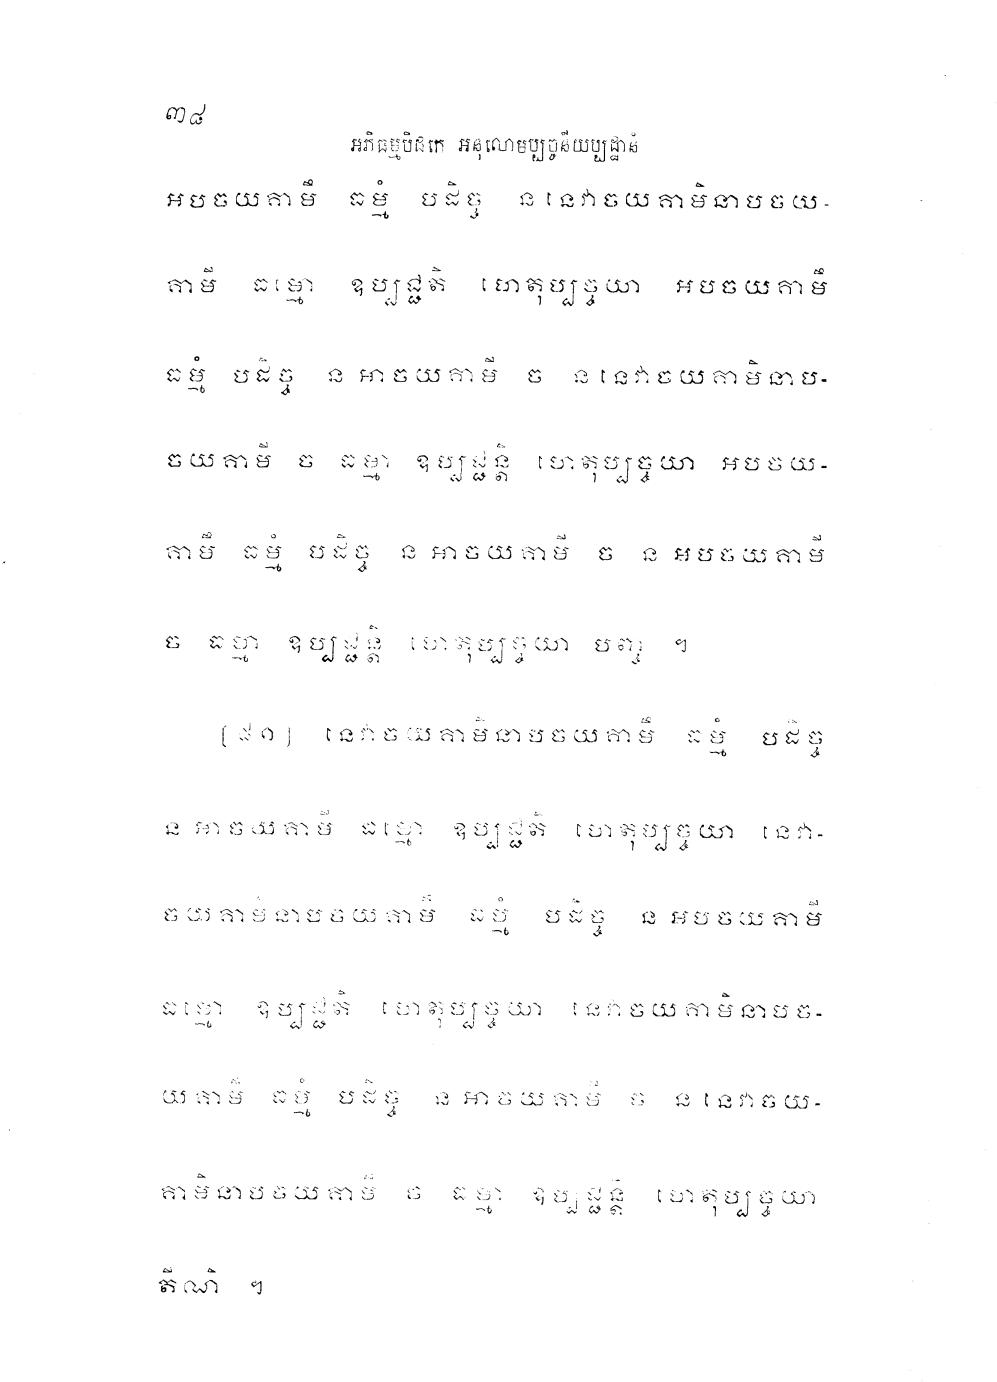 ៣៨
អភិធម្មបិដកេ អនុលោមប្បច្ចនីយប្បដ្ឋានំ
អបចយគាមឹ ធម្មំ បដិច្ច ន នេវាចយគាមិនាបចយ-
គាមី ធម្មោ ឧប្បជ្ជតិ ហេតុប្បច្ចយា អបចយគាមឹ
ធម្មំ បដិច្ច ន អាចយគាមី ច ន នេវាចយគាមិនាប-
ចយគាមី ច ធម្មា ឧប្បជ្ជន្តិ ហេតុប្បច្ចយា អបចយ-
គាមឹ ធម្មំ បដិច្ច ន អាចយគាមី ច ន អបចយគាមី
ច ធម្មា ឧប្បជ្ជន្តិ ហេតុប្បច្ចយា បញ្ច ។
[៩០] នេវាចយគាមិនាបចយគាមឹ ធម្មំ បដិច្ច
ន អាចយគាមី ធម្មោ ឧប្បជ្ជតិ ហេតុប្បច្ចយា នេវា-
ចយគាមិនាបចយគាមឹ ធម្មំ បដិច្ច ន អបចយគាមី
ធម្មោ ឧប្បជ្ជតិ ហេតុប្បច្ចយា នេវាចយគាមិនាបច-
យគាមឹ ធម្មំ បដិច្ច ន អាចយគាមី ច ន នេវាចយ-
គាមិនាបចយគាមី ច ធម្មា ឧប្បជ្ជន្តិ ហេតុប្បច្ចយា
តីណិ ។